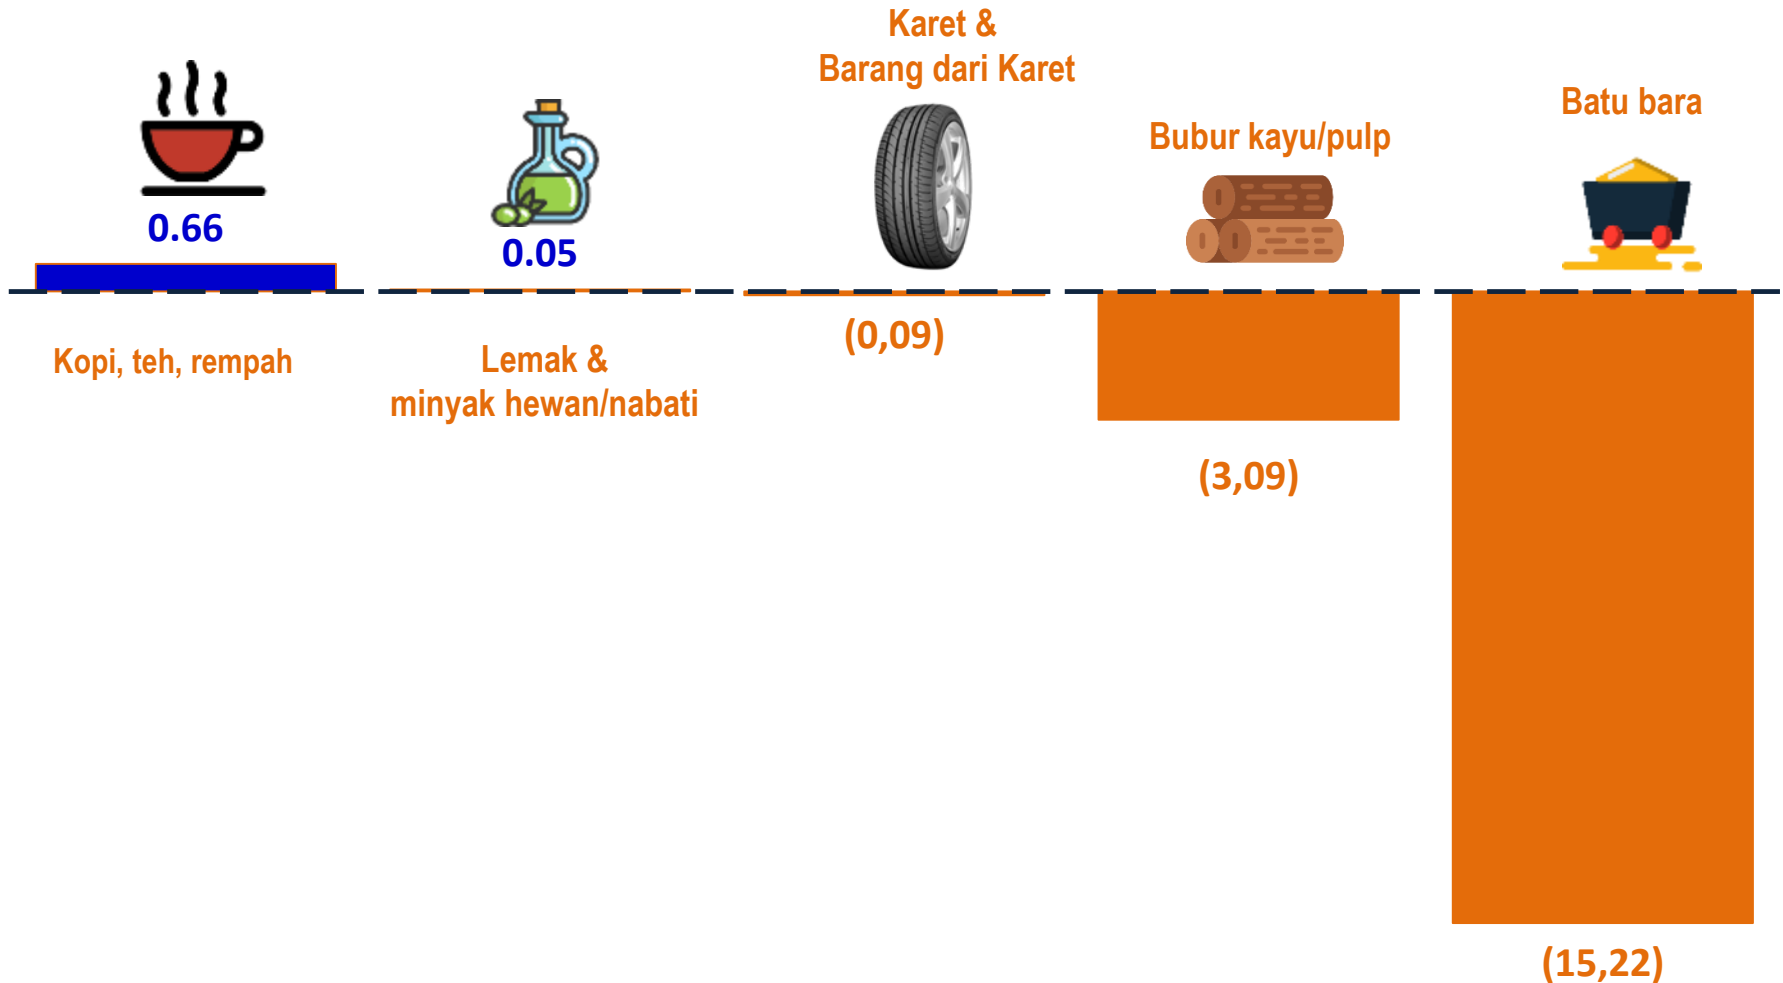 Karet &
Barang dari Karet
Batu bara
Bubur kayu/pulp
0.66
0.05
(0,09)
Kopi, teh, rempah
Lemak &
minyak hewan/nabati
(3,09)
(15,22)